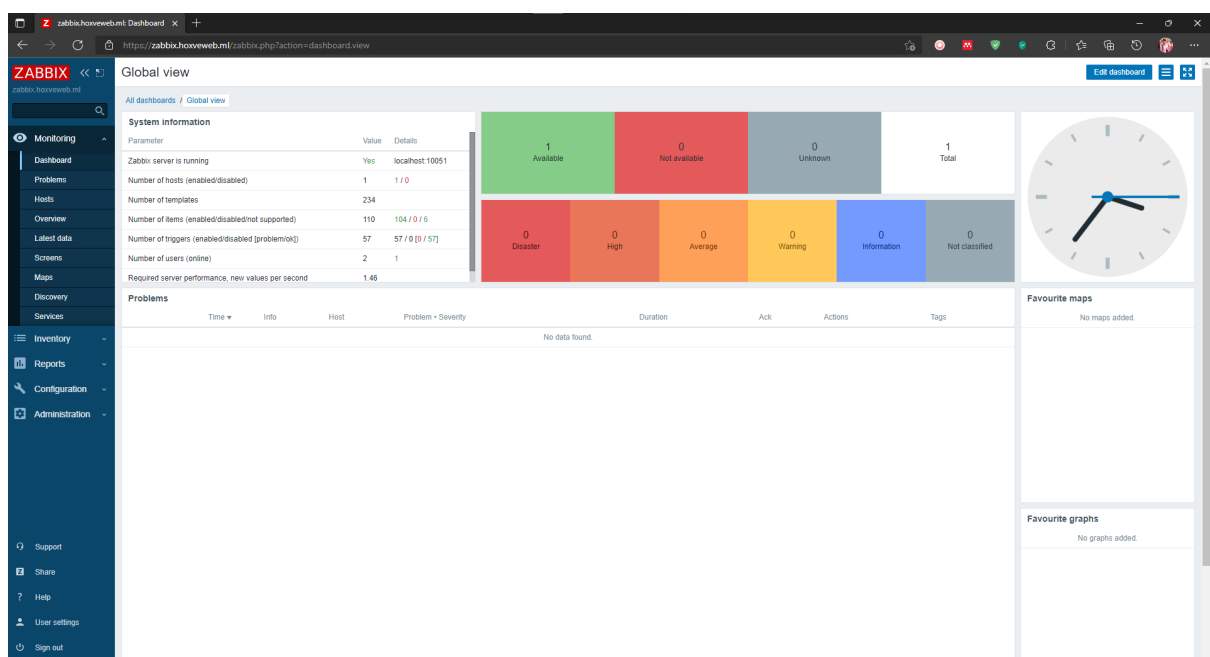 zabbix.hoxveweb.ml: Dashboard
https://zabbix.hoxveweb.ml/zabbix.php?action=dashboard.view
ZABBIX
zabbix.hoxveweb.ml
Monitoring
Dashboard
Problems
Hosts
Overview
Latest data
Screens
Maps
Discovery
Services
Inventory
Reports
Configuration
Administration
Support
Share
Help
User settings
Sign out
Global view
Edit dashboard
All dashboards / Global view
System information
Parameter Value Details
Zabbix server is running Yes localhost:10051
Number of hosts (enabled/disabled) 1 1 / 0
Number of templates 234
Number of items (enabled/disabled/not supported) 110 104 / 0 / 6
Number of triggers (enabled/disabled [problem/ok]) 57 57 / 0 [0 / 57]
Number of users (online) 2 1
Required server performance, new values per second 1.46
1 0 0 1
Available Not available Unknown Total
0 0 0 0 0 0
Disaster High Average Warning Information Not classified
Problems
Time Info Host Problem • Severity Duration Ack Actions Tags
No data found.
Favourite maps
No maps added.
Favourite graphs
No graphs added.